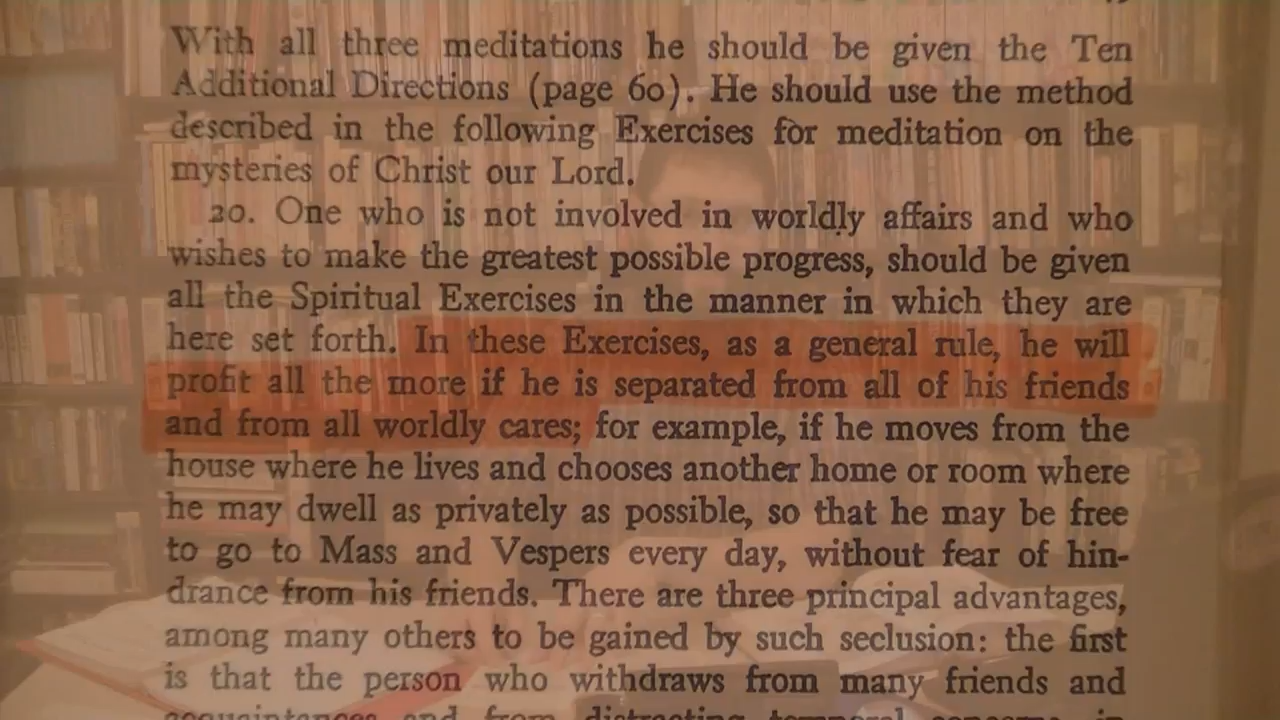 With all three meditations he should be given the Ten
Additional Directions (page 60). He should use the method
described in the following Exercises for meditation on the
mysteries of Christ our Lord.
20. One who is not involved in worldly affairs and who
wishes to make the greatest possible progress, should be given
all the Spiritual Exercises in the manner in which they are
here set forth. In these Exercises, as a general rule, he will
profit all the more if he is separated from all of his friends
and from all worldly cares; for example, if he moves from the
house where he lives and chooses another home or room where
he may dwell as privately as possible, so that he may be free
to go to Mass and Vespers every day, without fear of hin-
drance from his friends. There are three principal advantages,
among many others to be gained by such seclusion: the first
is that the person who withdraws from many friends and